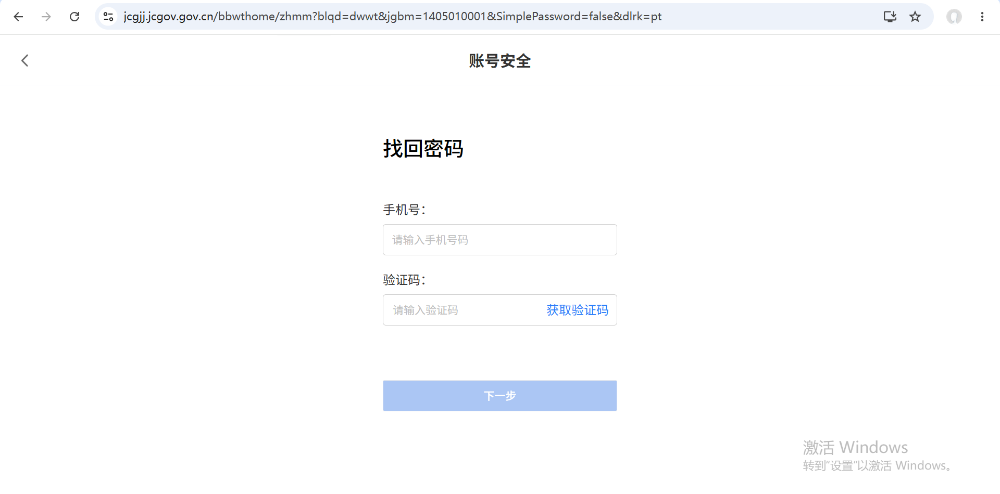 jcgjj.jcgov.gov.cn/bbwthome/zhmm?blqd=dwwt&jgbm=1405010001&SimplePassword=false&dlrk=pt
账号安全
找回密码
手机号：
请输入手机号码
验证码：
请输入验证码 获取验证码
下一步
激活 Windows
转到“设置”以激活 Windows。